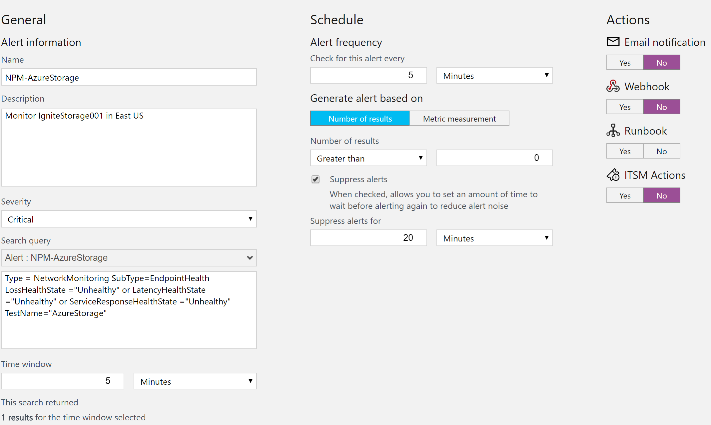 General
Alert information
Name
NPM-AzureStorage
Description
Monitor IgniteStorage001 in East US
Severity
Critical
Search query
Alert : NPM-AzureStorage
Type = NetworkMonitoring SubType=EndpointHealth
LossHealthState ="Unhealthy" or LatencyHealthState
="Unhealthy" or ServiceResponseHealthState ="Unhealthy"
TestName="AzureStorage"
Time window
5 Minutes
This search returned
1 results for the time window selected
Schedule
Alert frequency
Check for this alert every
5 Minutes
Generate alert based on
Number of results Metric measurement
Number of results
Greater than 0
Suppress alerts
When checked, allows you to set an amount of time to
wait before alerting again to reduce alert noise
Suppress alerts for
20 Minutes
Actions
Email notification
Yes No
Webhook
Yes No
Runbook
Yes No
ITSM Actions
Yes No